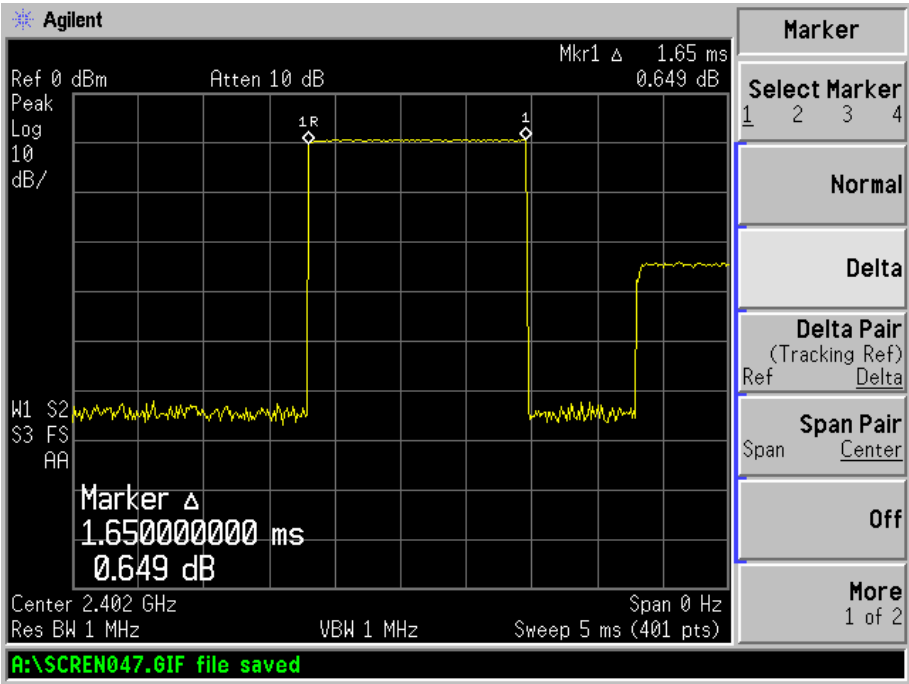 Agilent
Mkr1 Δ 1.65 ms
Ref 0 dBm Atten 10 dB 0.649 dB
Peak
Log
10
dB/
1R
1
W1 S2
S3 FS
AA
Marker Δ
1.650000000 ms
0.649 dB
Center 2.402 GHz Span 0 Hz
Res BW 1 MHz VBW 1 MHz Sweep 5 ms (401 pts)
A:\SCREN047.GIF file saved
Marker
Select Marker
1 2 3 4
Normal
Delta
Delta Pair
(Tracking Ref)
Ref Delta
Span Pair
Span Center
Off
More
1 of 2